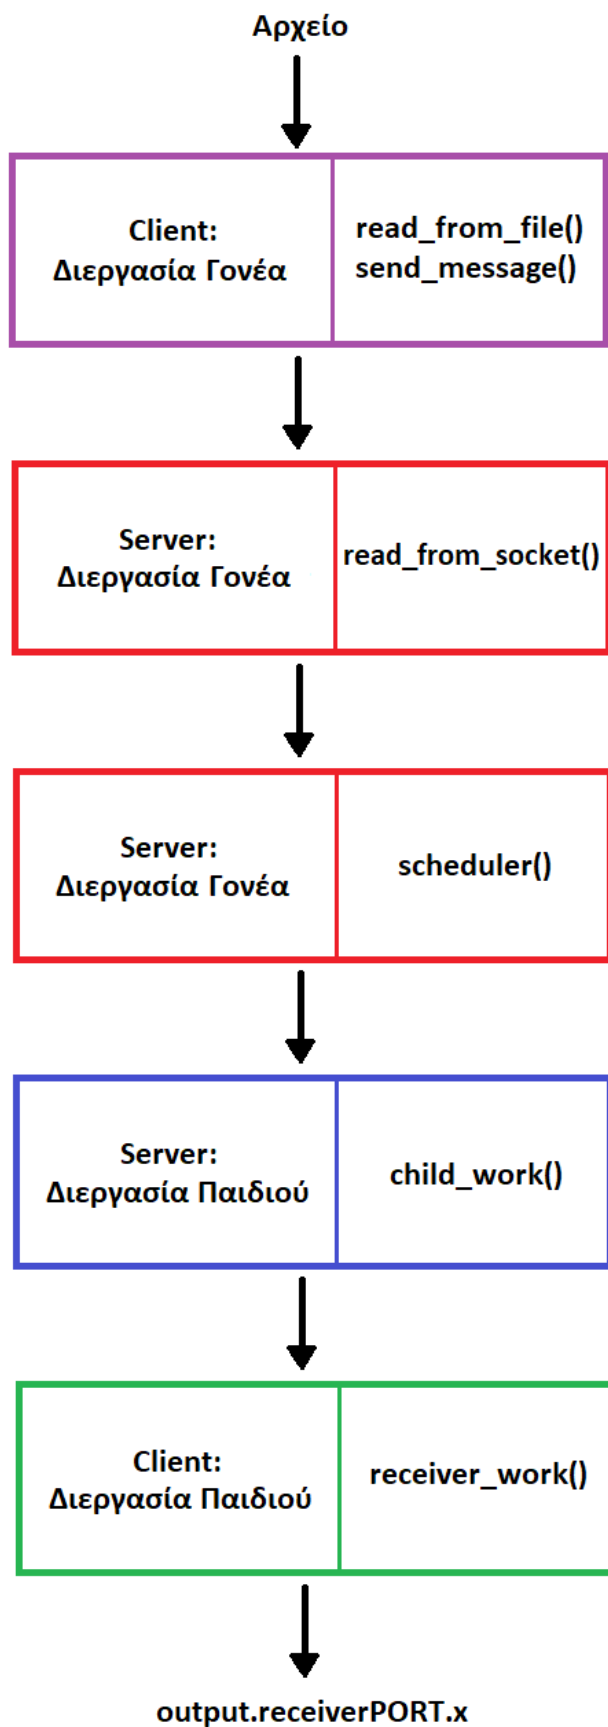 Αρχείο
Client:
Διεργασία Γονέα
read_from_file()
send_message()
Server:
Διεργασία Γονέα
read_from_socket()
Server:
Διεργασία Γονέα
scheduler()
Server:
Διεργασία Παιδιού
child_work()
Client:
Διεργασία Παιδιού
receiver_work()
output.receiverPORT.x